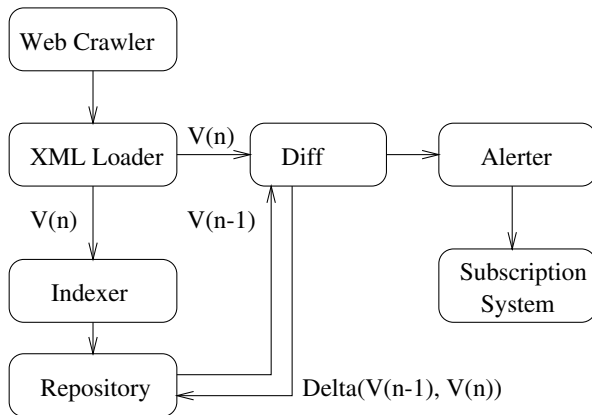 Web Crawler
V(n)
XML Loader
Diff
Alerter
V(n)
V(n-1)
Indexer
Subscription
System
Repository
Delta(V(n-1), V(n))